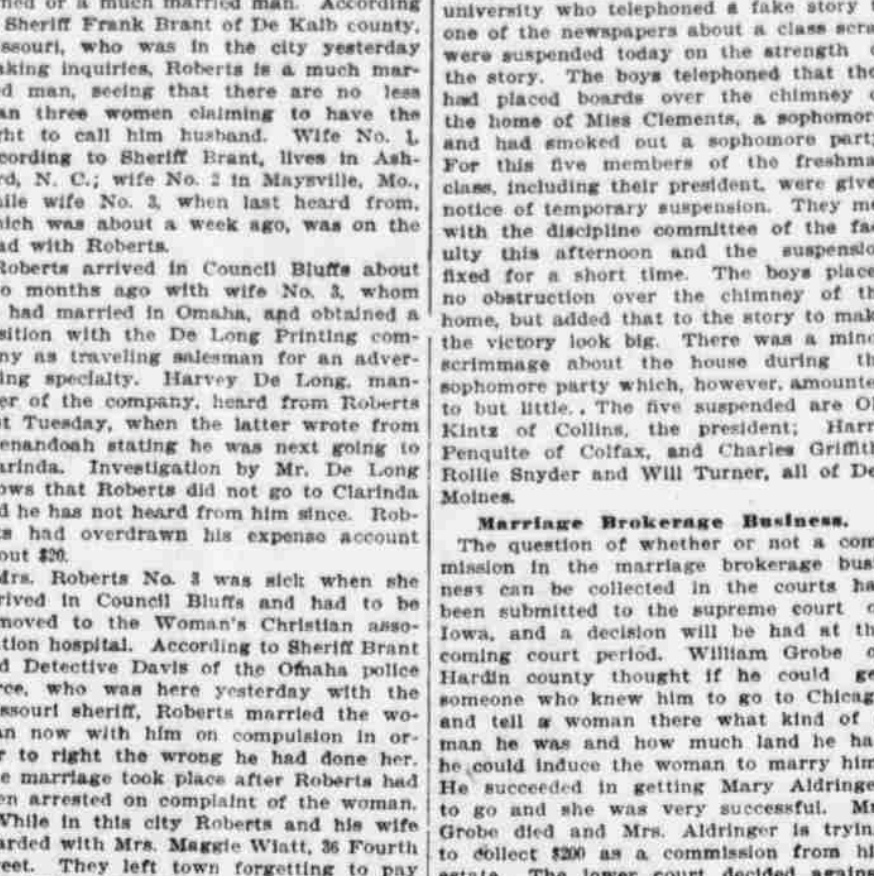 ned or a much married man. According
Sheriff Frank Brant of De Kalb county,
ssouri, who was in the city yesterday
aking inquiries, Roberts is a much mar-
d man, seeing that there are no less
an three women claiming to have the
ght to call him husband. Wife No. 1,
cording to Sheriff Brant, lives in Ash-
rd, N. C.; wife No. 2 in Maysville, Mo.,
ile wife No. 3, when last heard from,
hich was about a week ago, was on the
ad with Roberts.
Roberts arrived in Council Bluffs about
o months ago with wife No. 3, whom
had married in Omaha, and obtained a
sition with the De Long Printing com-
ny as traveling salesman for an adver-
ing specialty. Harvey De Long, man-
er of the company, heard from Roberts
st Tuesday, when the latter wrote from
enandoah stating he was next going to
arinda. Investigation by Mr. De Long
ows that Roberts did not go to Clarinda
d he has not heard from him since. Rob-
ts had overdrawn his expense account
out $20.
Mrs. Roberts No. 3 was sick when she
rived in Council Bluffs and had to be
moved to the Woman's Christian asso-
ation hospital. According to Sheriff Brant
d Detective Davis of the Omaha police
rce, who was here yesterday with the
ssouri sheriff, Roberts married the wo-
an now with him on compulsion in or-
r to right the wrong he had done her.
e marriage took place after Roberts had
en arrested on complaint of the woman.
While in this city Roberts and his wife
arded with Mrs. Maggie Wiatt, 36 Fourth
reet. They left town forgetting to pay
university who telephoned a fake story t
one of the newspapers about a class scra
were suspended today on the strength o
the story. The boys telephoned that the
had placed boards over the chimney o
the home of Miss Clements, a sophomor
and had smoked out a sophomore party
For this five members of the freshma
class, including their president, were give
notice of temporary suspension. They me
with the discipline committee of the fac
ulty this afternoon and the suspensio
fixed for a short time. The boys place
no obstruction over the chimney of th
home, but added that to the story to mak
the victory look big. There was a mino
scrimmage about the house during th
sophomore party which, however, amounte
to but little. . The five suspended are Ol
Kintz of Collins, the president; Harr
Penquite of Colfax, and Charles Griffith
Rollie Snyder and Will Turner, all of De
Moines.
Marriage Brokerage Business.
The question of whether or not a com
mission in the marriage brokerage busi
ness can be collected in the courts ha
been submitted to the supreme court o
Iowa, and a decision will be had at th
coming court period. William Grobe o
Hardin county thought if he could ge
someone who knew him to go to Chicag
and tell a woman there what kind of
man he was and how much land he ha
he could induce the woman to marry him
He succeeded in getting Mary Aldringe
to go and she was very successful. Mr
Grobe died and Mrs. Aldringer is tryin
to collect $200 as a commission from hi
estate. The lower court decided agains